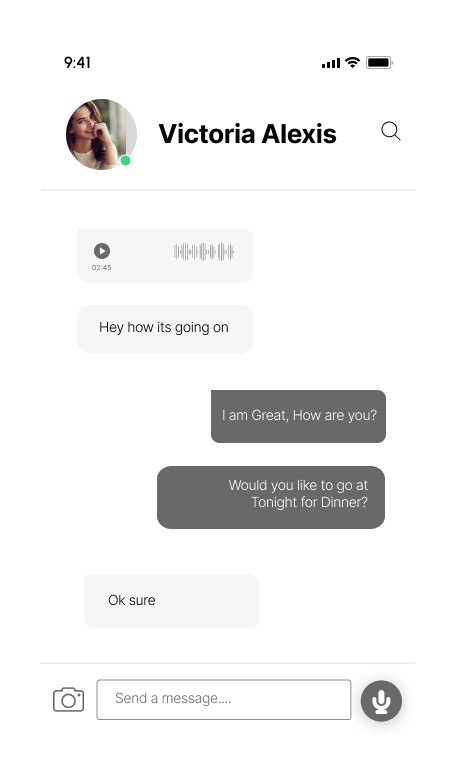 9:41
Victoria Alexis
02:45
Hey how its going on
I am Great, How are you?
Would you like to go at
Tonight for Dinner?
Ok sure
Send a message....